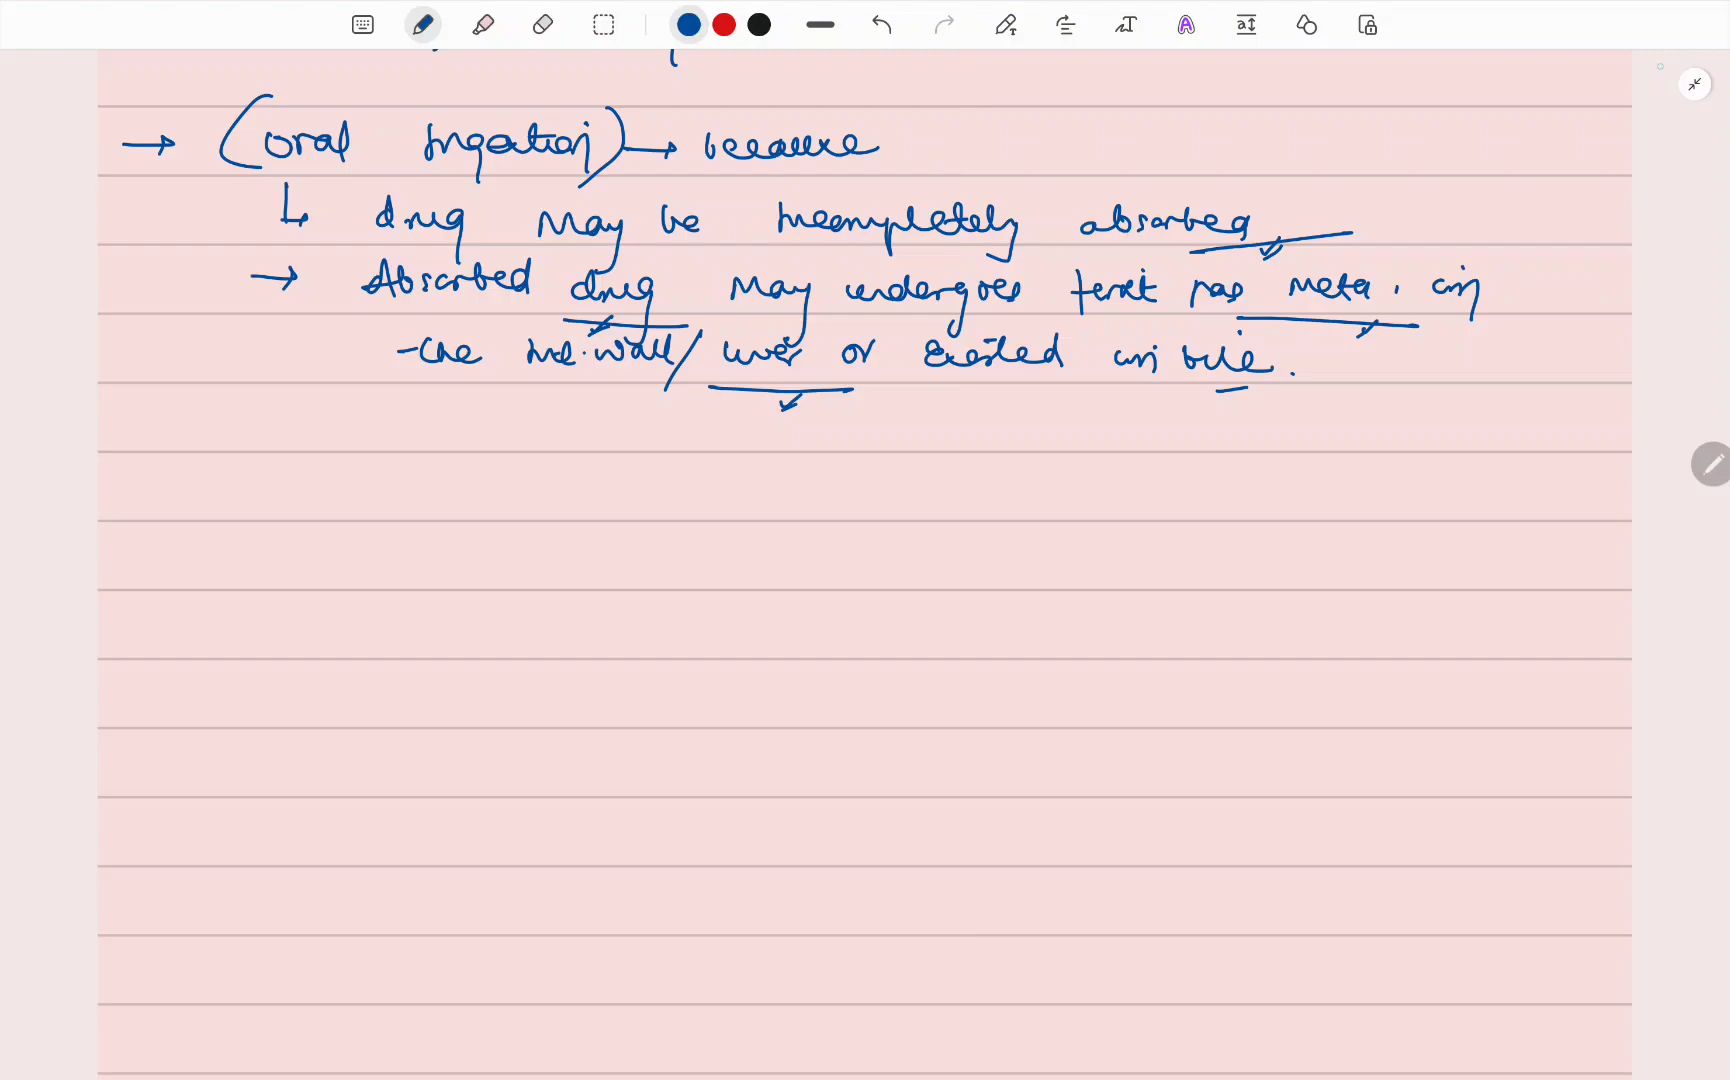 → (oral Ingestion) → because
↳ drug May be Incompletely absorbed
→ Absorbed drug May undergoes first pass meta. in
the Int. wall / liver or Excreted in bile.